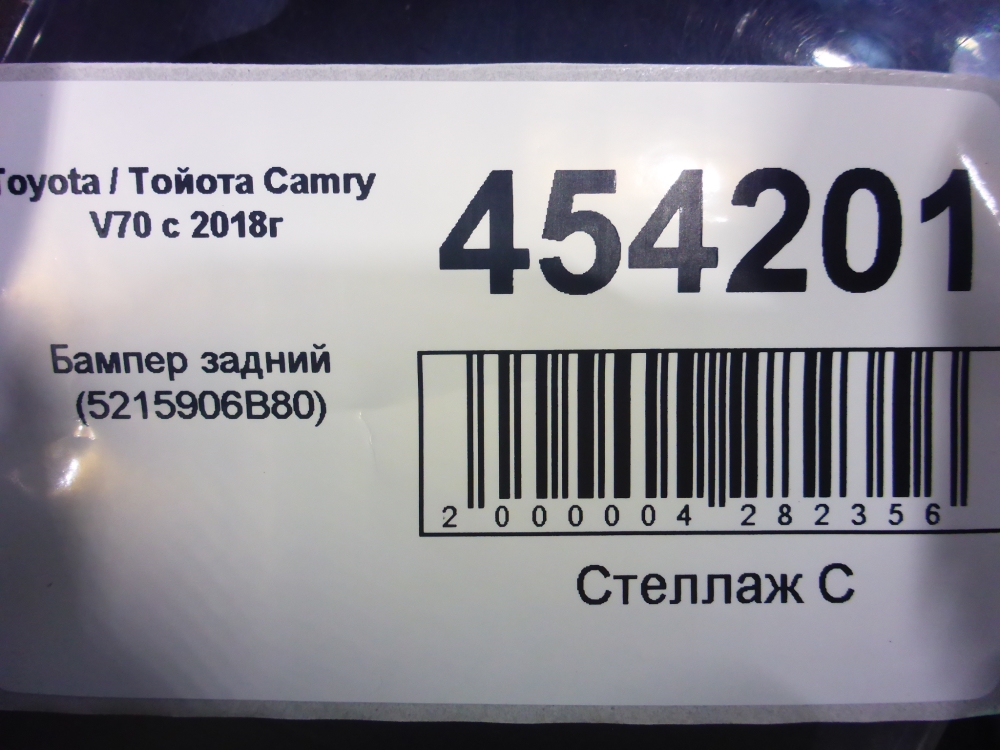 Toyota / Тойота Camry
V70 с 2018г
454201
Бампер задний
(5215906B80)
2 000004 282356
Стеллаж С